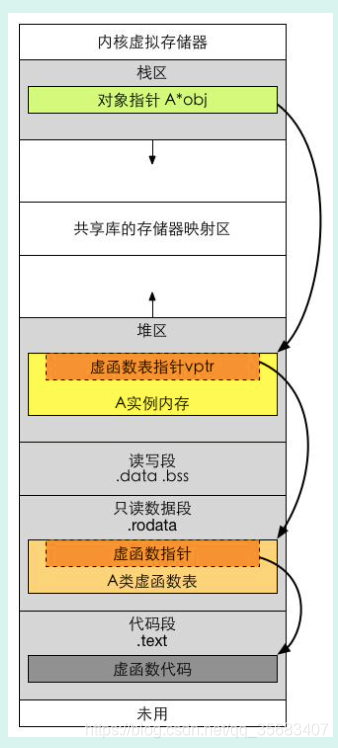 内核虚拟存储器
栈区
对象指针 A*obj
共享库的存储器映射区
堆区
虚函数表指针vptr
A实例内存
读写段
.data .bss
只读数据段
.rodata
虚函数指针
A类虚函数表
代码段
.text
虚函数代码
未用
https://blog.csdn.net/qq_35683407